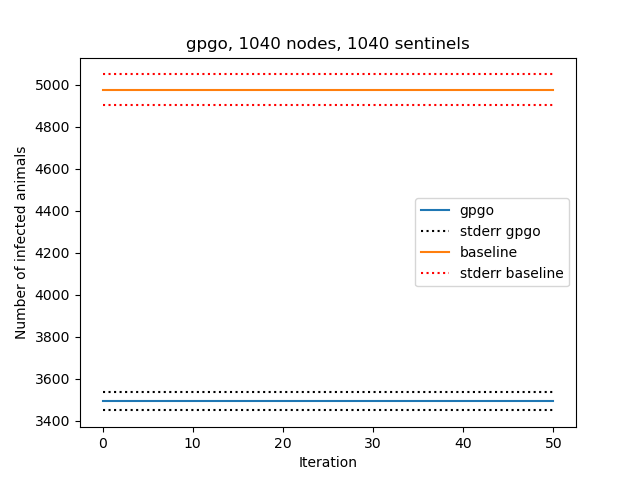 gpgo, 1040 nodes, 1040 sentinels
5000
4800
4600
4400
4200
4000
3800
3600
3400
Number of infected animals
gpgo
stderr gpgo
baseline
stderr baseline
0 10 20 30 40 50
Iteration